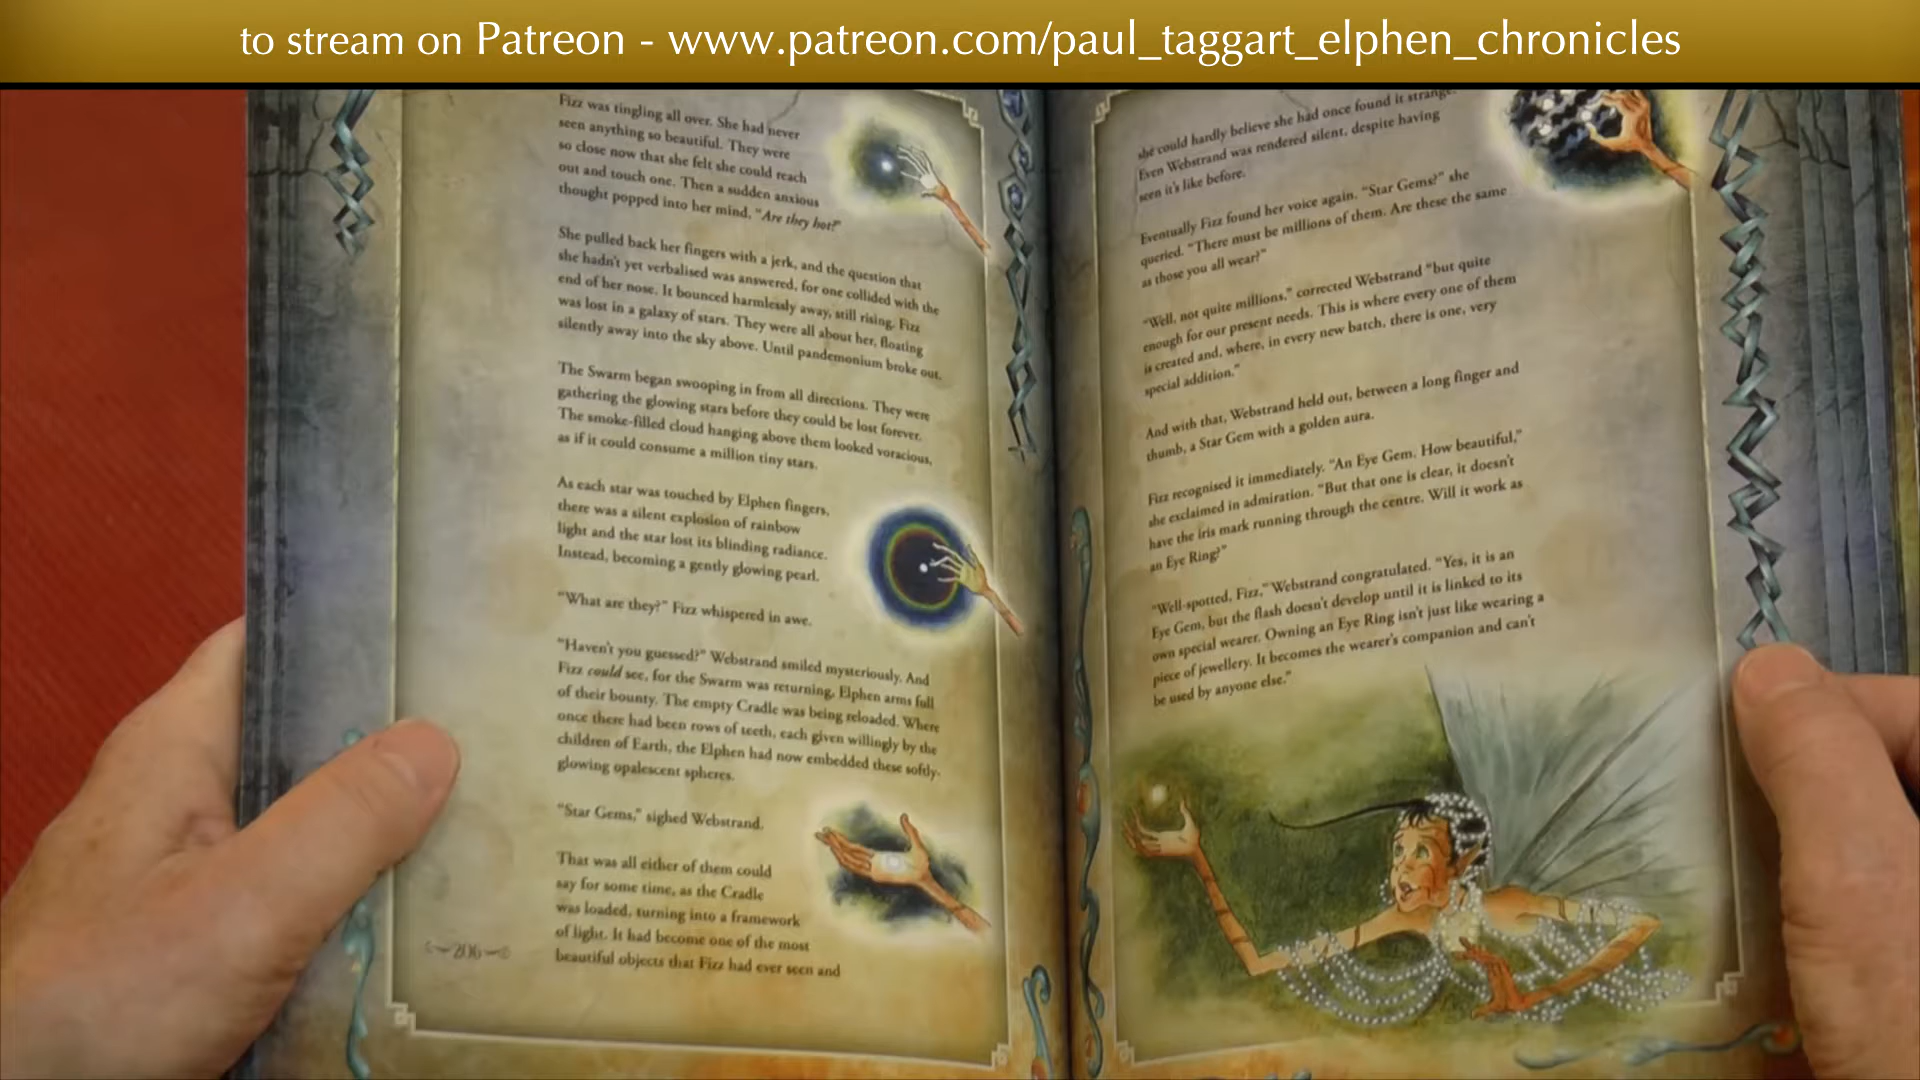 to stream on Patreon - www.patreon.com/paul_taggart_elphen_chronicles
Fizz was tingling all over. She had never
seen anything so beautiful. They were
so close now that she felt she could reach
out and touch one. Then a sudden anxious
thought popped into her mind, "Are they hot?"
She pulled back her fingers with a jerk, and the question that
she hadn't yet verbalised was answered, for one collided with the
end of her nose. It bounced harmlessly away, still rising. Fizz
was lost in a galaxy of stars. They were all about her, floating
silently away into the sky above. Until pandemonium broke out.
The Swarm began swooping in from all directions. They were
gathering the glowing stars before they could be lost forever.
The smoke-filled cloud hanging above them looked voracious,
as if it could consume a million tiny stars.
As each star was touched by Elphen fingers,
there was a silent explosion of rainbow
light and the star lost its blinding radiance.
Instead, becoming a gently glowing pearl.
"What are they?" Fizz whispered in awe.
"Haven't you guessed?" Webstrand smiled mysteriously. And
Fizz could see, for the Swarm was returning, Elphen arms full
of their bounty. The empty Cradle was being reloaded. Where
once there had been rows of teeth, each given willingly by the
children of Earth, the Elphen had now embedded these softly-
glowing opalescent spheres.
"Star Gems," sighed Webstrand.
That was all either of them could
say for some time, as the Cradle
was loaded, turning into a framework
of light. It had become one of the most
beautiful objects that Fizz had ever seen and
206
she could hardly believe she had once found it strange.
Even Webstrand was rendered silent, despite having
seen it's like before.
Eventually Fizz found her voice again. "Star Gems?" she
queried. "There must be millions of them. Are these the same
as those you all wear?"
"Well, not quite millions," corrected Webstrand "but quite
enough for our present needs. This is where every one of them
is created and, where, in every new batch, there is one, very
special addition."
And with that, Webstrand held out, between a long finger and
thumb, a Star Gem with a golden aura.
Fizz recognised it immediately. "An Eye Gem. How beautiful,"
she exclaimed in admiration. "But that one is clear, it doesn't
have the iris mark running through the centre. Will it work as
an Eye Ring?"
"Well-spotted, Fizz," Webstrand congratulated. "Yes, it is an
Eye Gem, but the flash doesn't develop until it is linked to its
own special wearer. Owning an Eye Ring isn't just like wearing a
piece of jewellery. It becomes the wearer's companion and can't
be used by anyone else."